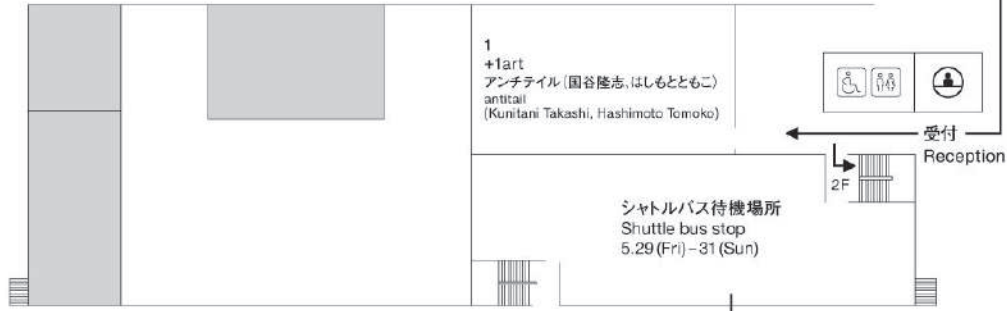 1
+1art
アンチテイル（国谷隆志、はしもとともこ）
antitail
(Kunitani Takashi, Hashimoto Tomoko)
受付
Reception
2F
シャトルバス待機場所
Shuttle bus stop
5.29 (Fri) – 31 (Sun)